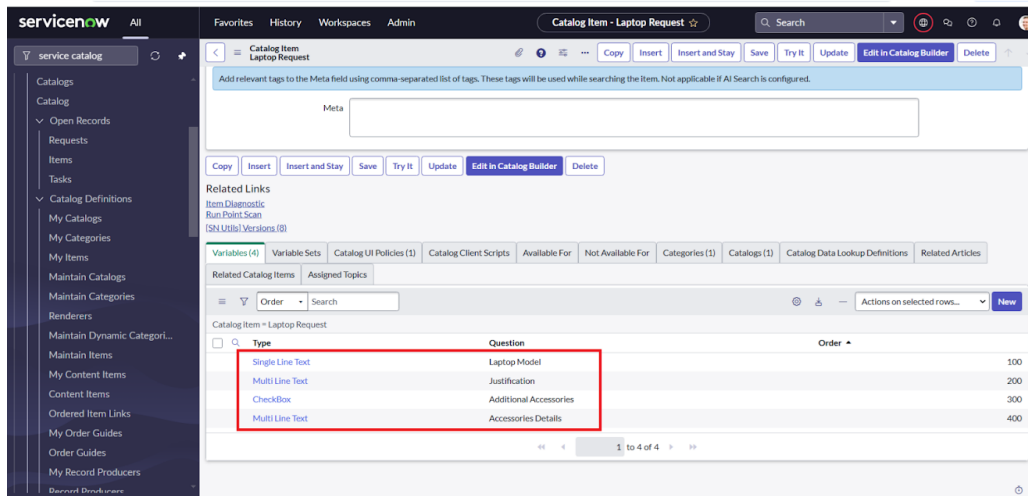 servicenow All Favorites History Workspaces Admin Catalog Item - Laptop Request Search
service catalog
Catalogs
Catalog
Open Records
Requests
Items
Tasks
Catalog Definitions
My Catalogs
My Categories
My Items
Maintain Catalogs
Maintain Categories
Renderers
Maintain Dynamic Categori...
Maintain Items
My Content Items
Content Items
Ordered Item Links
My Order Guides
Order Guides
My Record Producers
Record Producers
Catalog Item
Laptop Request
Copy Insert Insert and Stay Save Try It Update Edit in Catalog Builder Delete
Add relevant tags to the Meta field using comma-separated list of tags. These tags will be used while searching the item. Not applicable if AI Search is configured.
Meta
Copy Insert Insert and Stay Save Try It Update Edit in Catalog Builder Delete
Related Links
Item Diagnostic
Run Point Scan
[SN Utils] Versions (8)
Variables (4) Variable Sets Catalog UI Policies (1) Catalog Client Scripts Available For Not Available For Categories (1) Catalogs (1) Catalog Data Lookup Definitions Related Articles
Related Catalog Items Assigned Topics
Order Search Actions on selected rows... New
Catalog item = Laptop Request
Type Question Order
Single Line Text Laptop Model 100
Multi Line Text Justification 200
CheckBox Additional Accessories 300
Multi Line Text Accessories Details 400
1 to 4 of 4